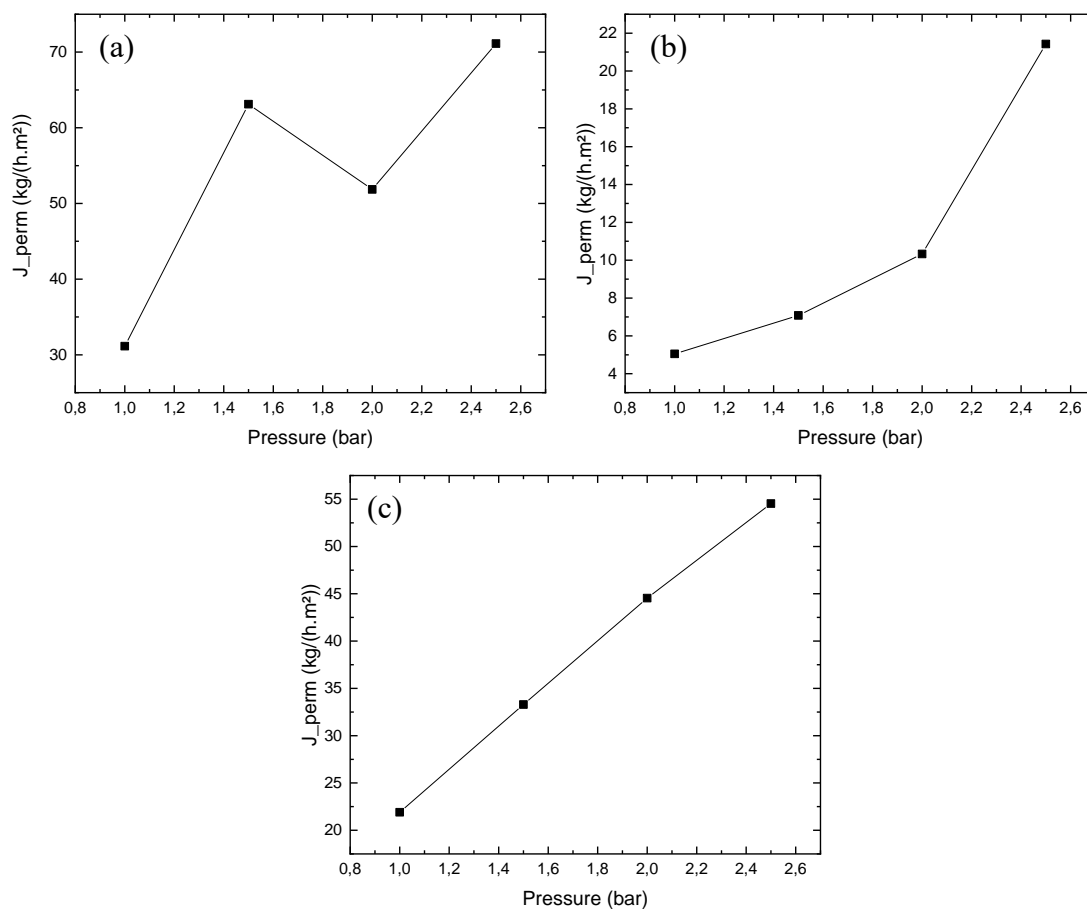 (a)
70
60
50
40
30
J_perm (kg/(h.m²))
0,8 1,0 1,2 1,4 1,6 1,8 2,0 2,2 2,4 2,6
Pressure (bar)
(b)
22
20
18
16
14
12
10
8
6
4
J_perm (kg/(h.m²))
0,8 1,0 1,2 1,4 1,6 1,8 2,0 2,2 2,4 2,6
Pressure (bar)
(c)
55
50
45
40
35
30
25
20
J_perm (kg/(h.m²))
0,8 1,0 1,2 1,4 1,6 1,8 2,0 2,2 2,4 2,6
Pressure (bar)